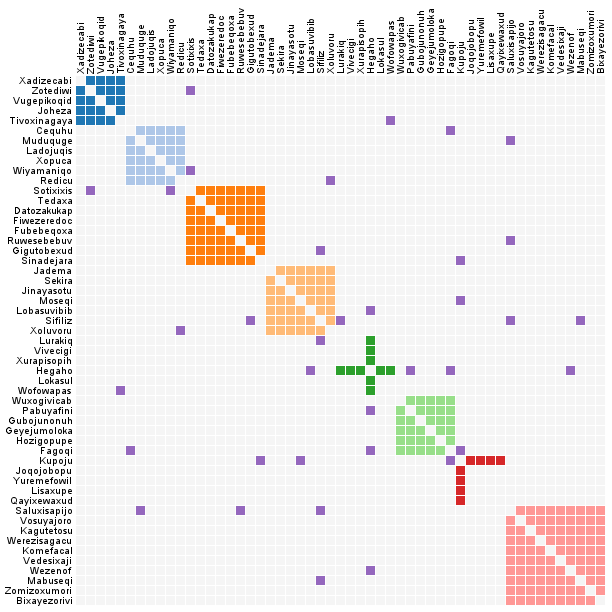 Xadizecabi
Zotediwi
Vugepikoqid
Joheza
Tivoxinagaya
Cequhu
Muduquge
Ladojuqis
Xopuca
Wiyamaniqo
Redicu
Sotixixis
Tedaxa
Datozakukap
Fiwezeredoc
Fubebeqoxa
Ruwesebebuv
Gigutobexud
Sinadejara
Jadema
Sekira
Jinayasotu
Moseqi
Lobasuvibib
Sifiliz
Xoluvoru
Lurakiq
Vivecigi
Xurapisopih
Hegaho
Lokasul
Wofowapas
Wuxogivicab
Pabuyafini
Gubojunonuh
Geyejumoloka
Hozigopupe
Fagoqi
Kupoju
Joqojobopu
Yuremefowil
Lisaxupe
Qayixewaxud
Saluxisapijo
Vosuyajoro
Kagutetosu
Werezisagacu
Komefacal
Vedesixaji
Wezenof
Mabuseqi
Zomizoxumori
Bixayezorivi
Xadizecabi
Zotediwi
Vugepikoqid
Joheza
Tivoxinagaya
Cequhu
Muduquge
Ladojuqis
Xopuca
Wiyamaniqo
Redicu
Sotixixis
Tedaxa
Datozakukap
Fiwezeredoc
Fubebeqoxa
Ruwesebebuv
Gigutobexud
Sinadejara
Jadema
Sekira
Jinayasotu
Moseqi
Lobasuvibib
Sifiliz
Xoluvoru
Lurakiq
Vivecigi
Xurapisopih
Hegaho
Lokasul
Wofowapas
Wuxogivicab
Pabuyafini
Gubojunonuh
Geyejumoloka
Hozigopupe
Fagoqi
Kupoju
Joqojobopu
Yuremefowil
Lisaxupe
Qayixewaxud
Saluxisapijo
Vosuyajoro
Kagutetosu
Werezisagacu
Komefacal
Vedesixaji
Wezenof
Mabuseqi
Zomizoxumori
Bixayezorivi